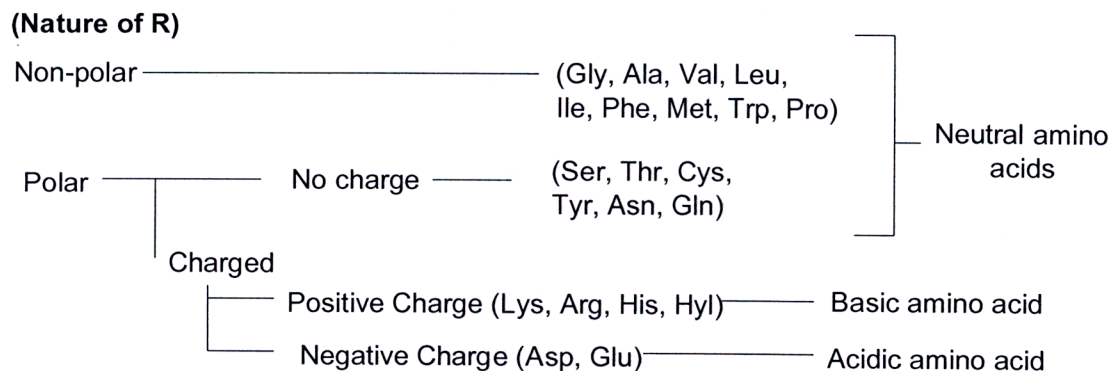 (Nature of R)
Non-polar
(Gly, Ala, Val, Leu,
Ile, Phe, Met, Trp, Pro)
Neutral amino
acids
Polar
No charge
(Ser, Thr, Cys,
Tyr, Asn, Gln)
Charged
Positive Charge (Lys, Arg, His, Hyl)
Basic amino acid
Negative Charge (Asp, Glu)
Acidic amino acid